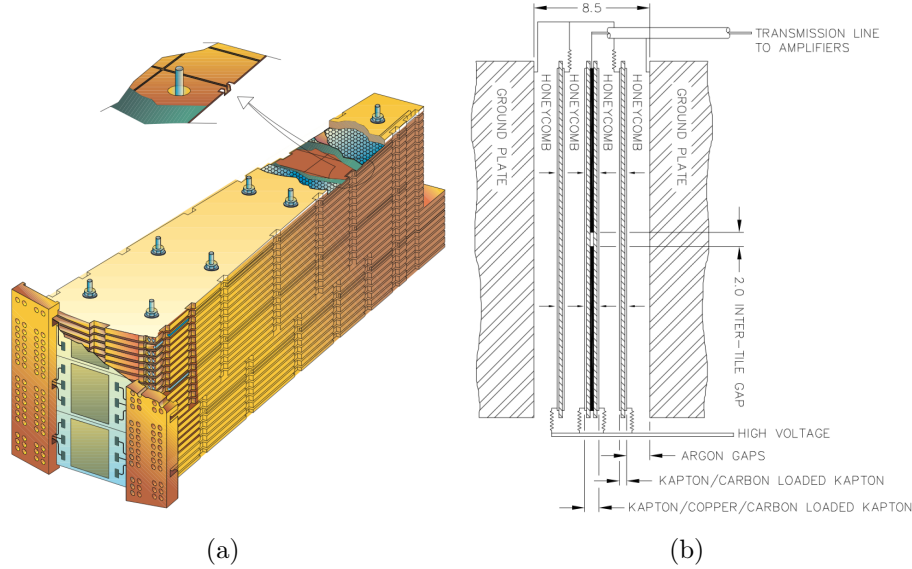 8.5
TRANSMISSION LINE
TO AMPLIFIERS
GROUND PLATE
HONEYCOMB
HONEYCOMB
HONEYCOMB
HONEYCOMB
GROUND PLATE
2.0 INTER-TILE GAP
HIGH VOLTAGE
ARGON GAPS
KAPTON/CARBON LOADED KAPTON
KAPTON/COPPER/CARBON LOADED KAPTON
(a)
(b)